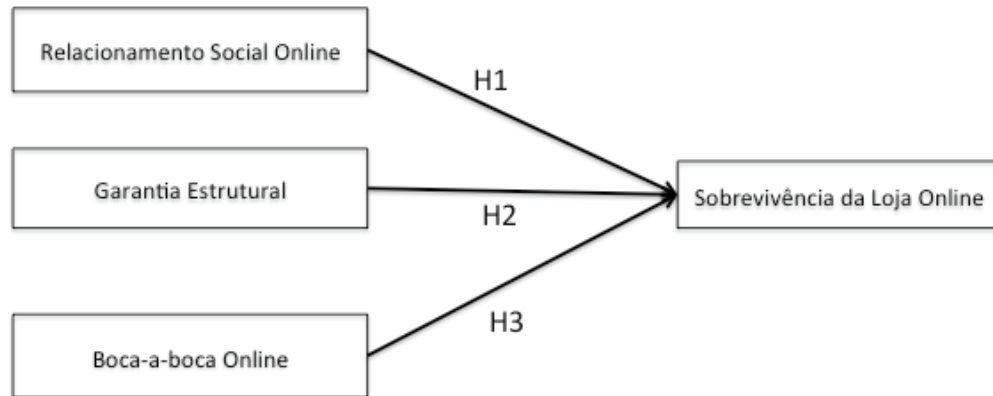 Relacionamento Social Online
H1
Garantia Estrutural
H2
Sobrevivência da Loja Online
H3
Boca-a-boca Online